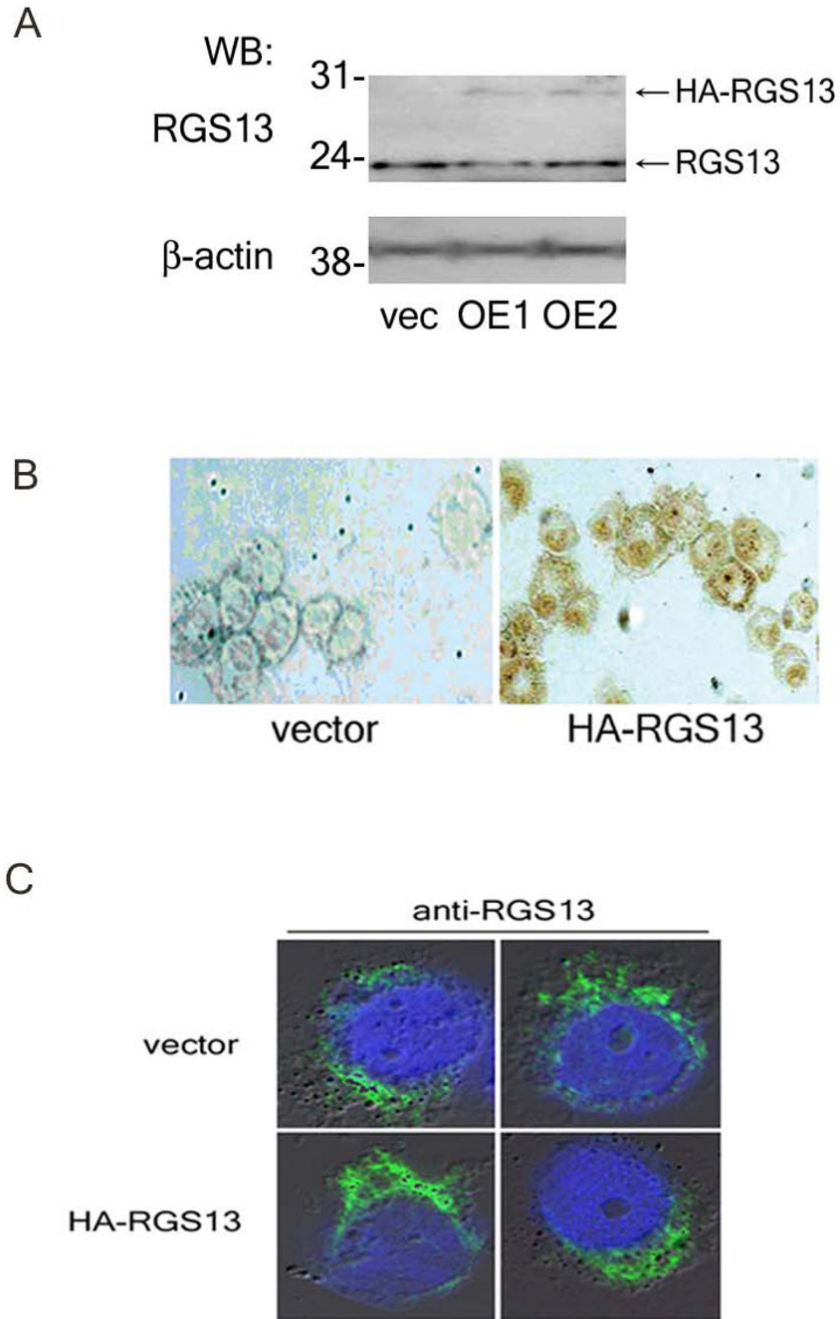 A
WB:
RGS13
31-
24-
←HA-RGS13
←RGS13
β-actin
38-
vec OE1 OE2
B
vector
HA-RGS13
C
anti-RGS13
vector
HA-RGS13